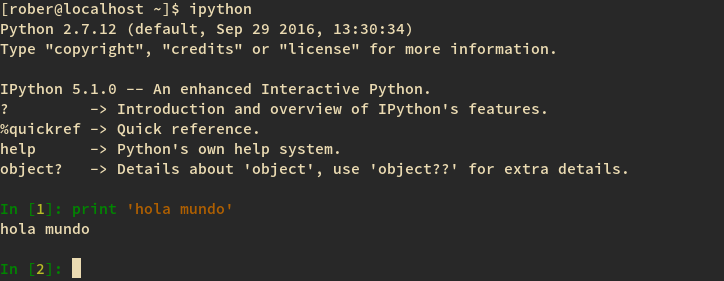 [rober@localhost ~]$ ipython
Python 2.7.12 (default, Sep 29 2016, 13:30:34)
Type "copyright", "credits" or "license" for more information.
IPython 5.1.0 -- An enhanced Interactive Python.
?         -> Introduction and overview of IPython's features.
%quickref -> Quick reference.
help      -> Python's own help system.
object?   -> Details about 'object', use 'object??' for extra details.
In [1]: print 'hola mundo'
hola mundo
In [2]: